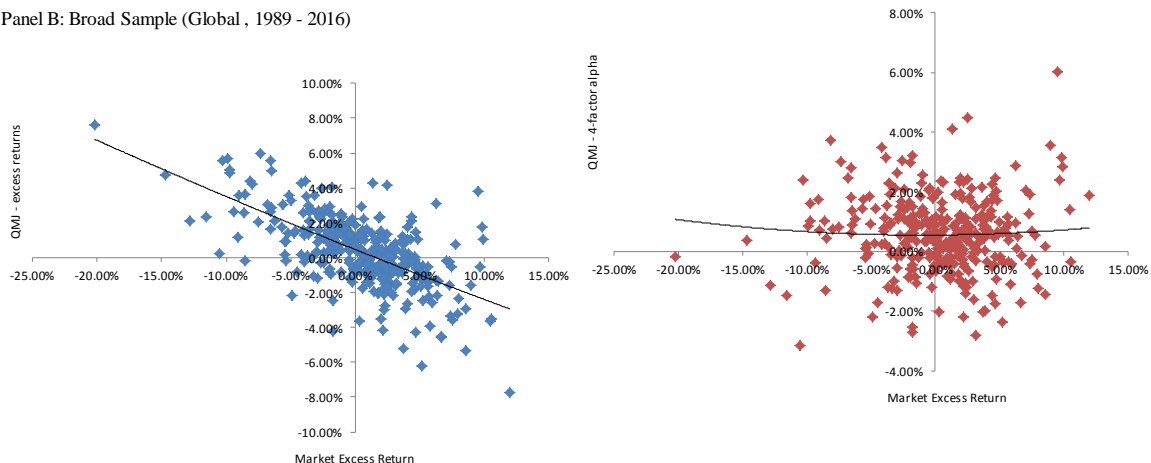 Panel B: Broad Sample (Global , 1989 - 2016)
QMJ - excess returns
10.00%
8.00%
6.00%
4.00%
2.00%
0.00%
-2.00%
-4.00%
-6.00%
-8.00%
-10.00%
-25.00% -20.00% -15.00% -10.00% -5.00% 0.00% 5.00% 10.00% 15.00%
Market Excess Return
QMJ - 4-factor alpha
8.00%
6.00%
4.00%
2.00%
0.00%
-2.00%
-4.00%
-25.00% -20.00% -15.00% -10.00% -5.00% 0.00% 5.00% 10.00% 15.00%
Market Excess Return